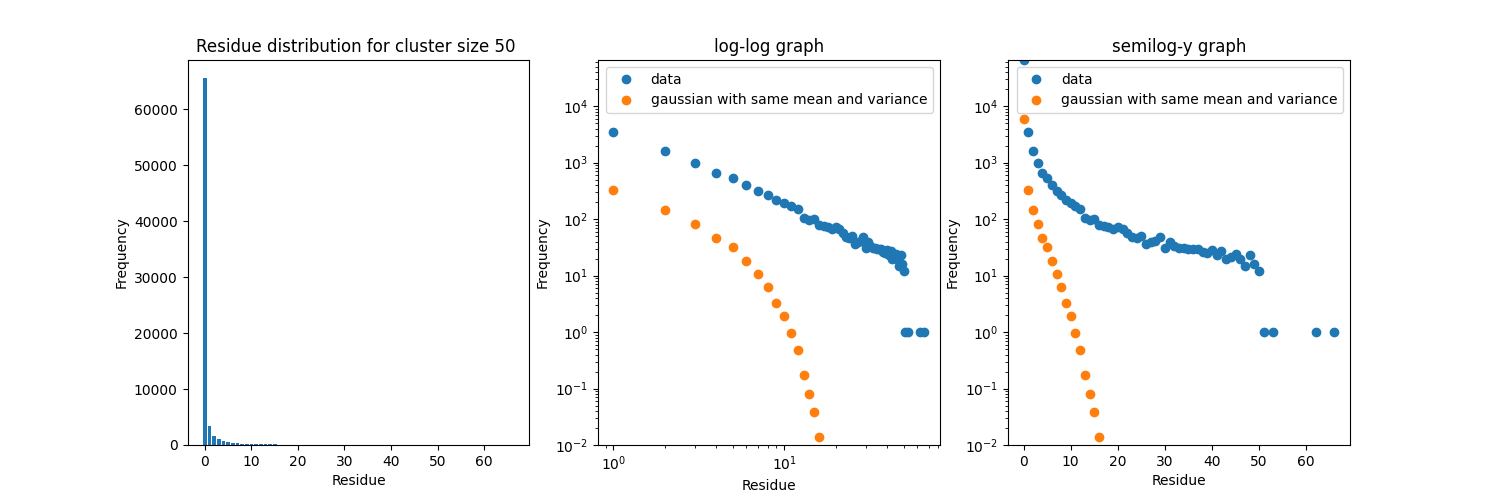 Residue distribution for cluster size 50
Frequency
60000
50000
40000
30000
20000
10000
0
0 10 20 30 40 50 60
Residue
log-log graph
data
gaussian with same mean and variance
Frequency
10^4
10^3
10^2
10^1
10^0
10^-1
10^-2
10^0 10^1
Residue
semilog-y graph
data
gaussian with same mean and variance
Frequency
10^4
10^3
10^2
10^1
10^0
10^-1
10^-2
0 10 20 30 40 50 60
Residue